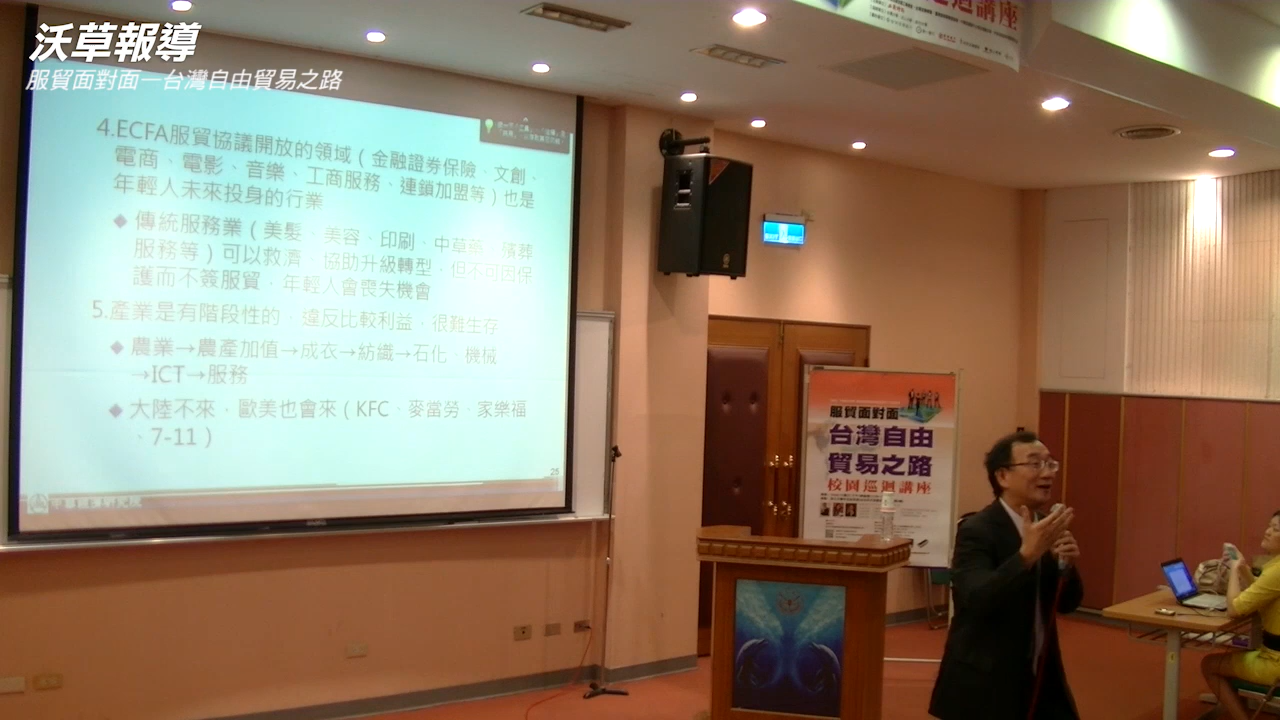 沃草報導
服貿面對面—台灣自由貿易之路
巡迴講座
4.ECFA服貿協議開放的領域（金融證券保險、文創、
電商、電影、音樂、工商服務、連鎖加盟等）也是
年輕人未來投身的行業
◆ 傳統服務業（美髮、美容、印刷、中草藥、殯葬
服務等）可以救濟、協助升級轉型，但不可因保
護而不簽服貿，年輕人會喪失機會
5.產業是有階段性的，違反比較利益，很難生存
◆ 農業→農產加值→成衣→紡織→石化、機械
→ICT→服務
◆ 大陸不來，歐美也會來（KFC、麥當勞、家樂福
、7-11）
25
服貿面對面
台灣自由
貿易之路
校園巡迴講座